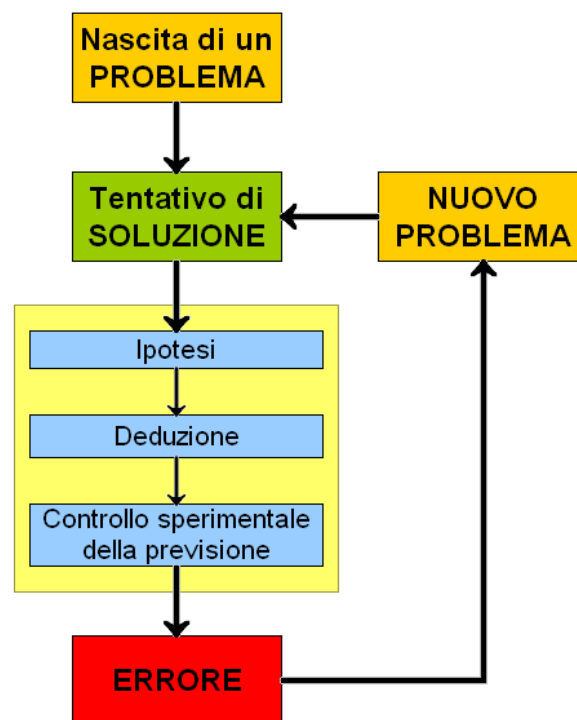 Nascita di un
PROBLEMA
Tentativo di
SOLUZIONE
NUOVO
PROBLEMA
Ipotesi
Deduzione
Controllo sperimentale
della previsione
ERRORE